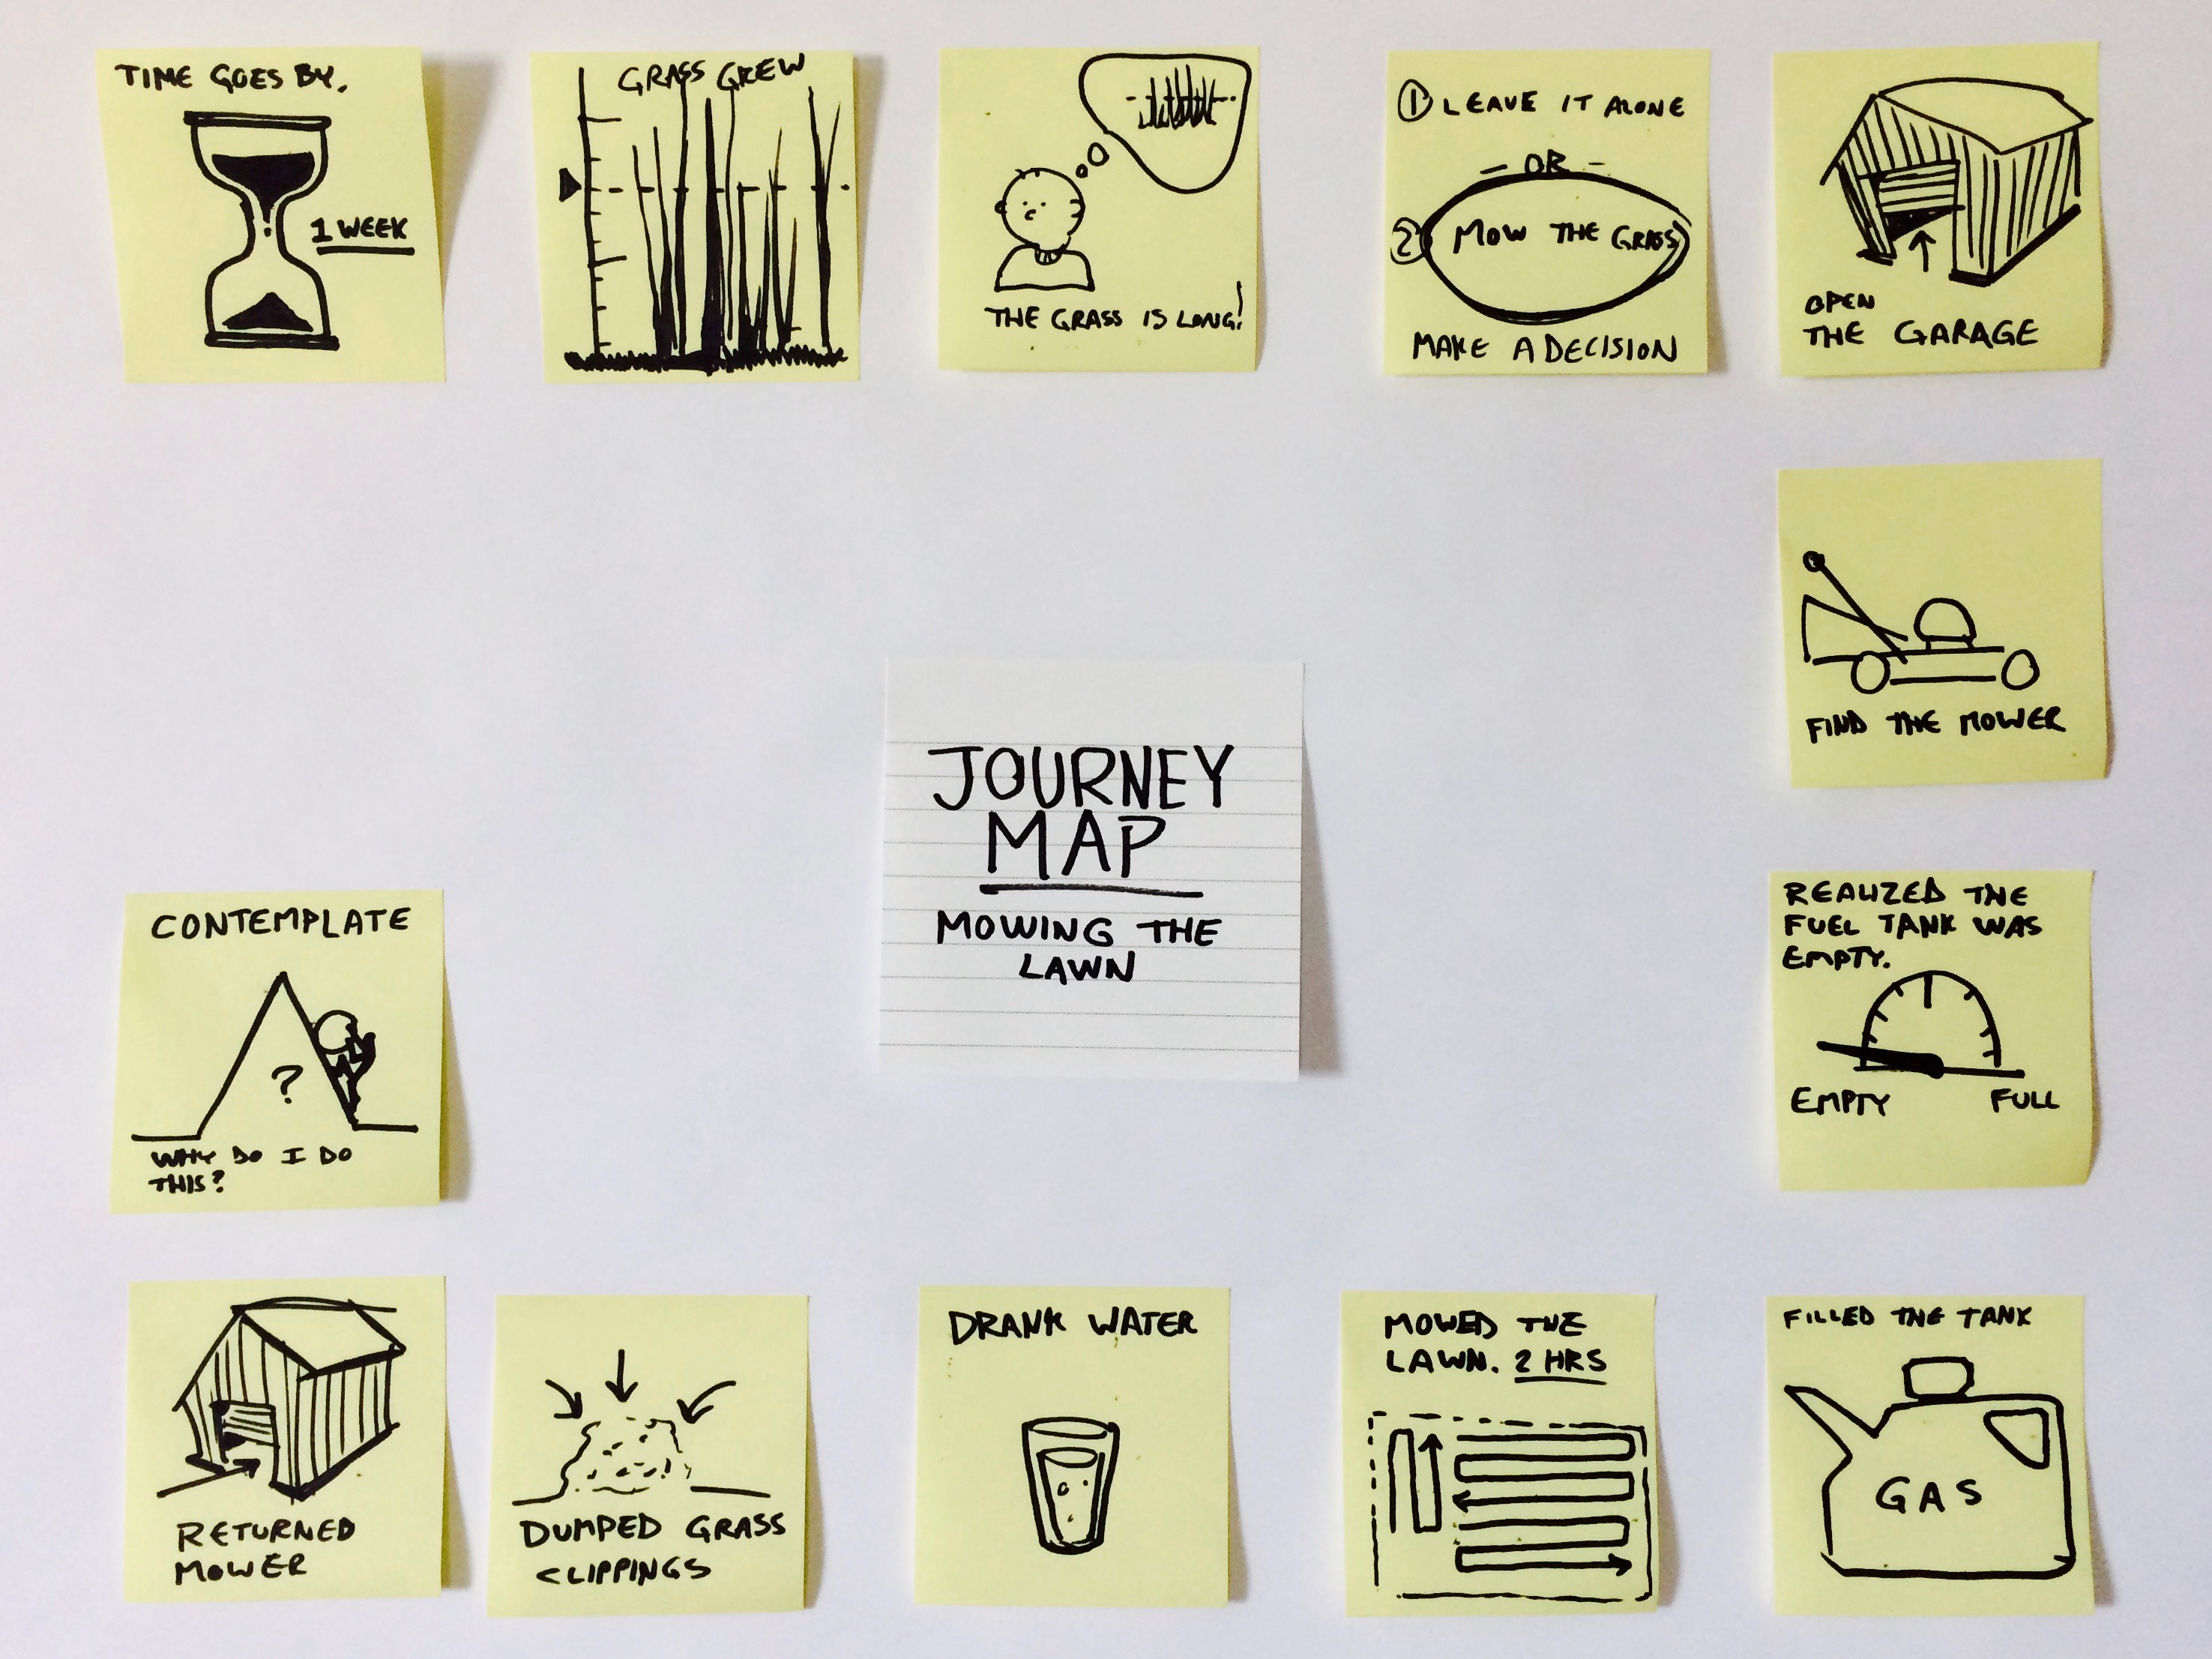 TIME GOES BY.
1 WEEK
GRASS GREW
THE GRASS IS LONG!
① LEAVE IT ALONE
- OR -
② MOW THE GRASS
MAKE A DECISION
OPEN
THE GARAGE
FIND THE MOWER
REALIZED THE
FUEL TANK WAS
EMPTY.
EMPTY FULL
FILLED THE TANK
GAS
MOWED THE
LAWN. 2 HRS
DRANK WATER
DUMPED GRASS
CLIPPINGS
RETURNED
MOWER
CONTEMPLATE
?
WHY DO I DO
THIS?
JOURNEY
MAP
MOWING THE
LAWN